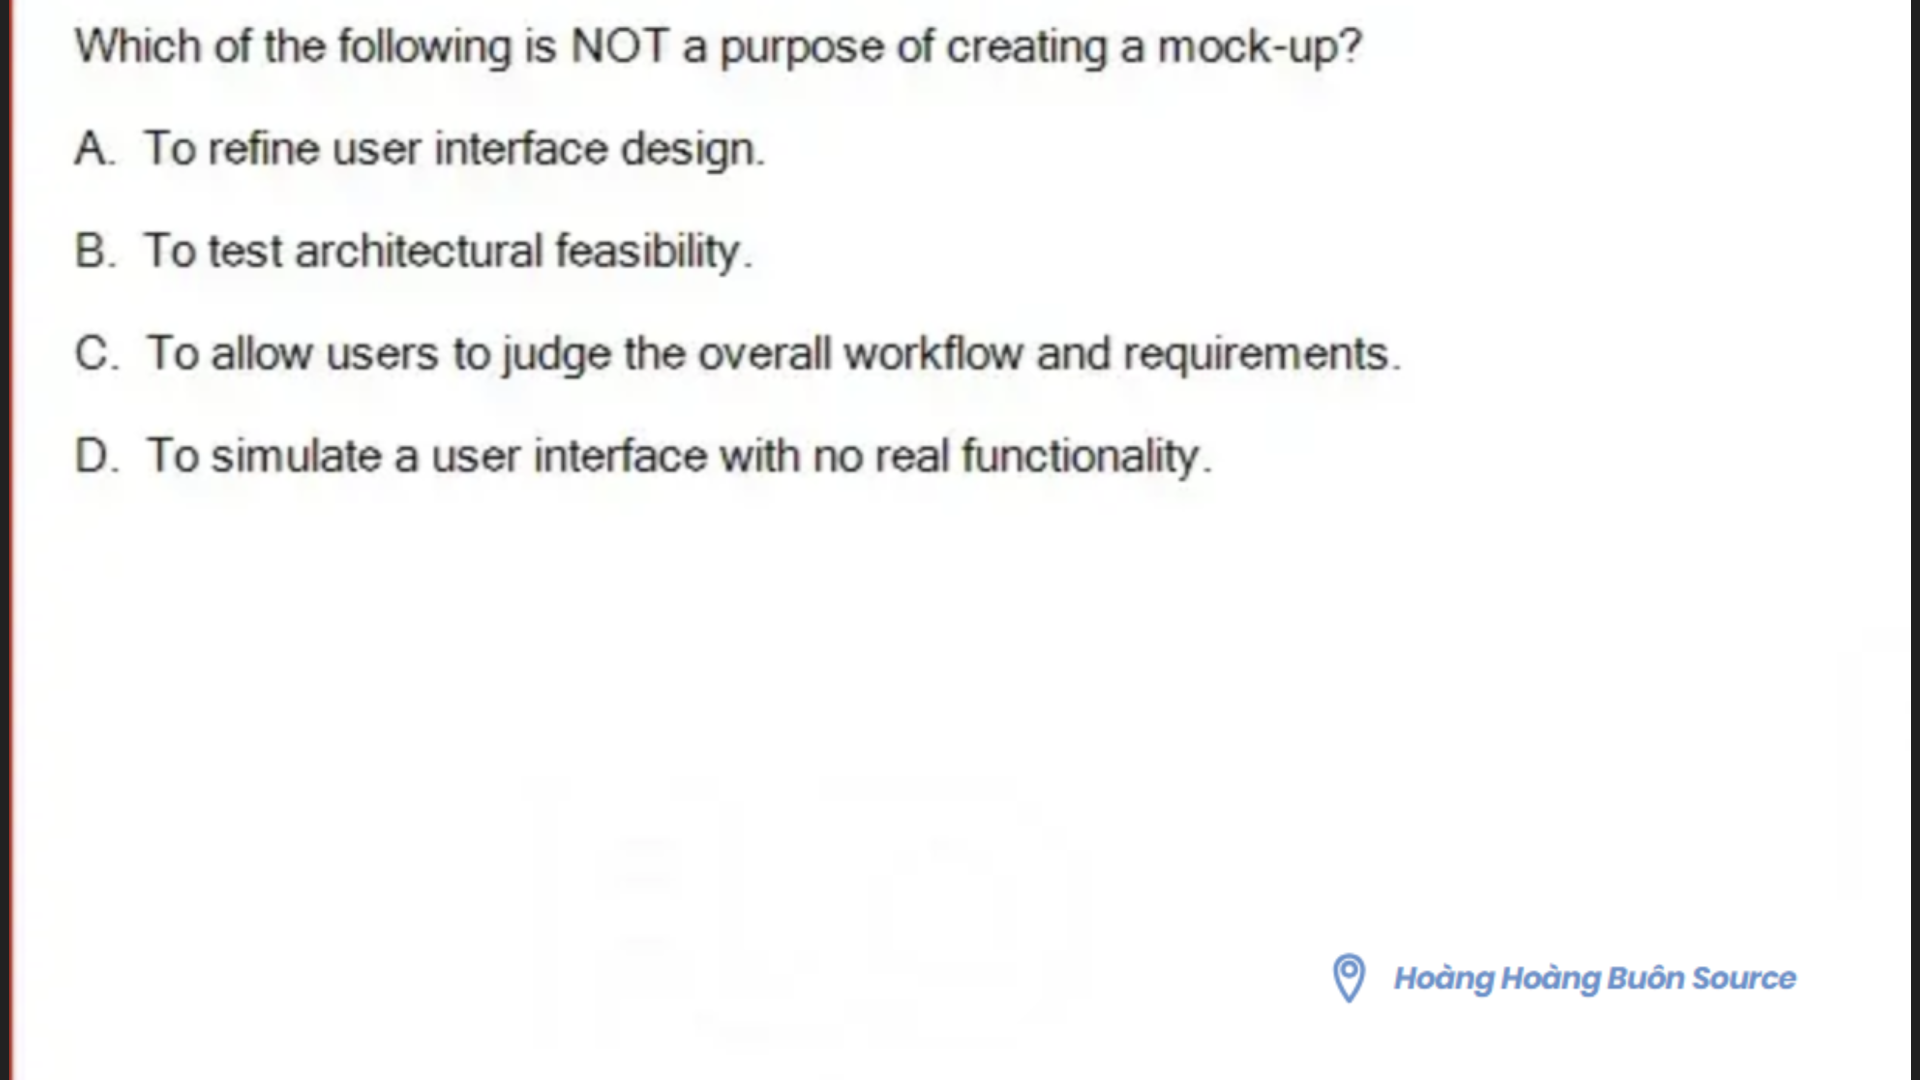 Which of the following is NOT a purpose of creating a mock-up?
A. To refine user interface design.
B. To test architectural feasibility.
C. To allow users to judge the overall workflow and requirements.
D. To simulate a user interface with no real functionality.
Hoàng Hoàng Buôn Source